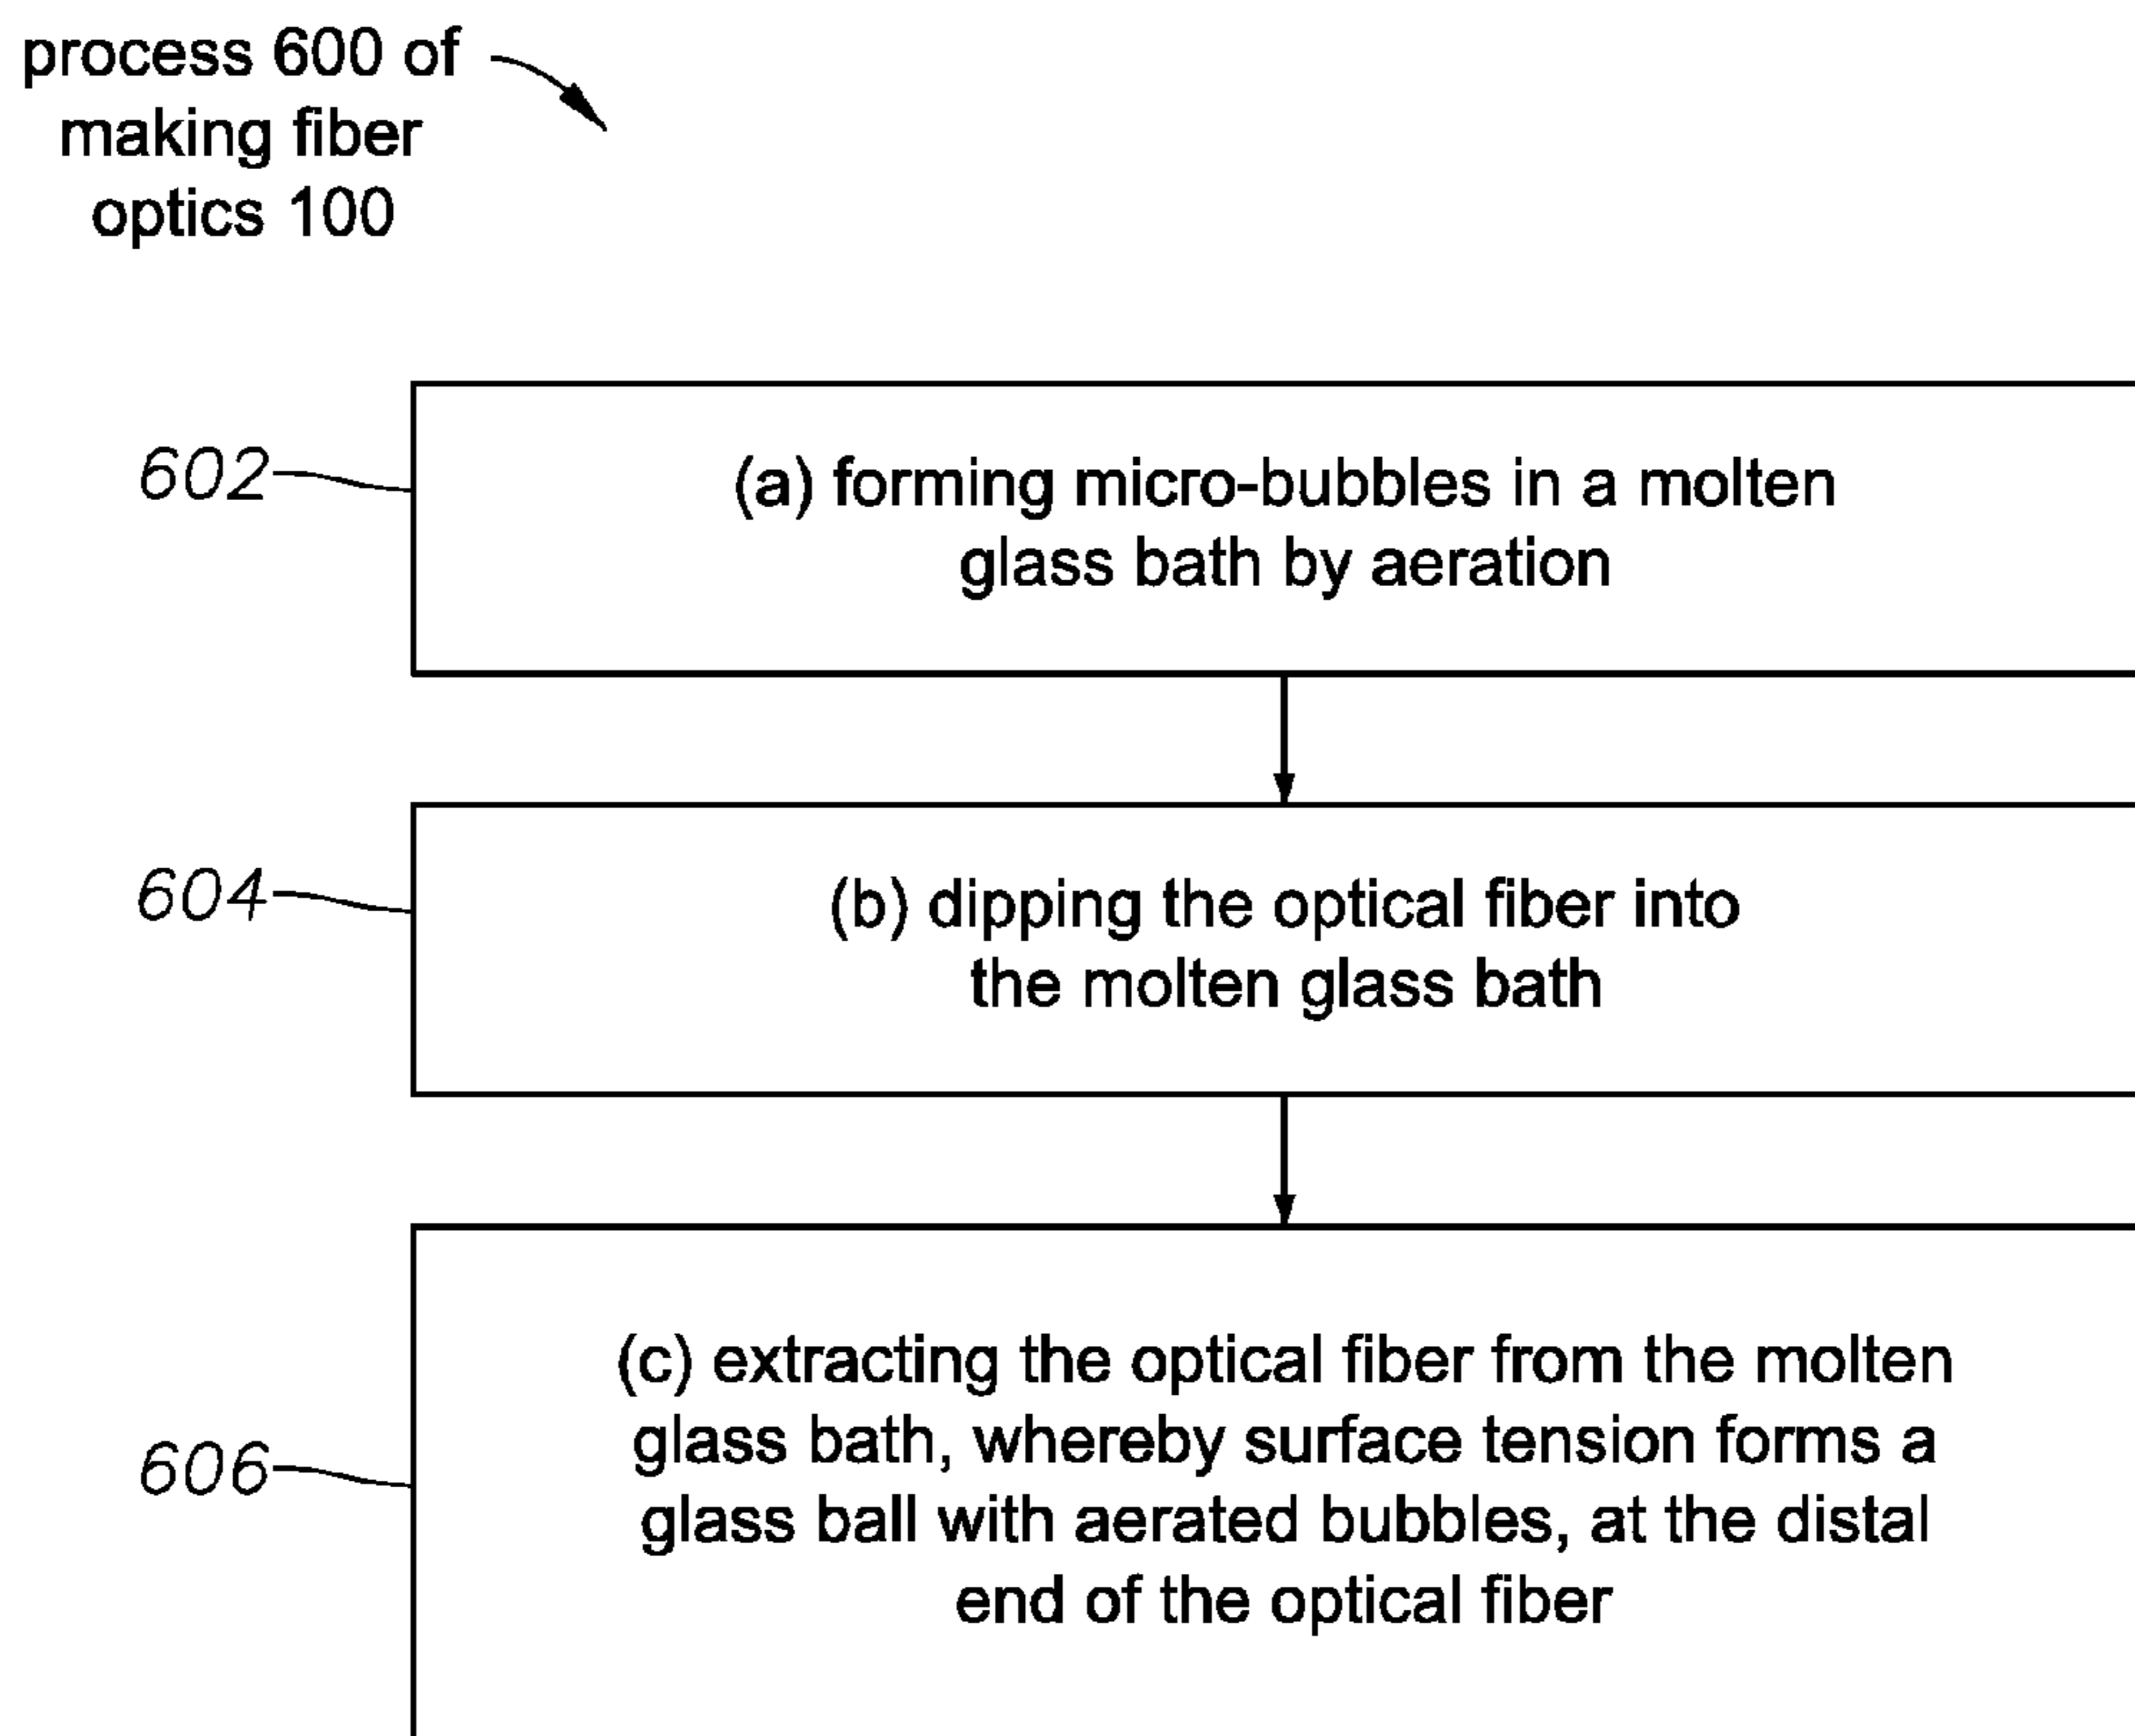 process 600 of
making fiber
optics 100
602
(a) forming micro-bubbles in a molten
glass bath by aeration
604
(b) dipping the optical fiber into
the molten glass bath
606
(c) extracting the optical fiber from the molten
glass bath, whereby surface tension forms a
glass ball with aerated bubbles, at the distal
end of the optical fiber